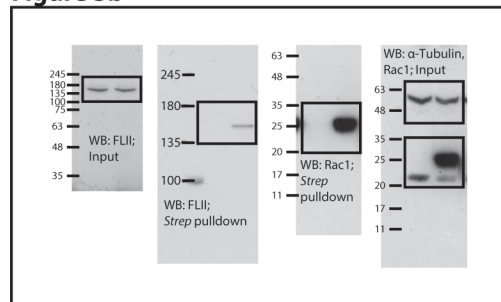 245
180
135
100
75
63
48
35
WB: FLII;
Input
245
180
135
100
WB: FLII;
Strep pulldown
63
48
35
25
20
17
11
WB: Rac1;
Strep
pulldown
WB: α-Tubulin,
Rac1; Input
63
48
35
25
20
17
11